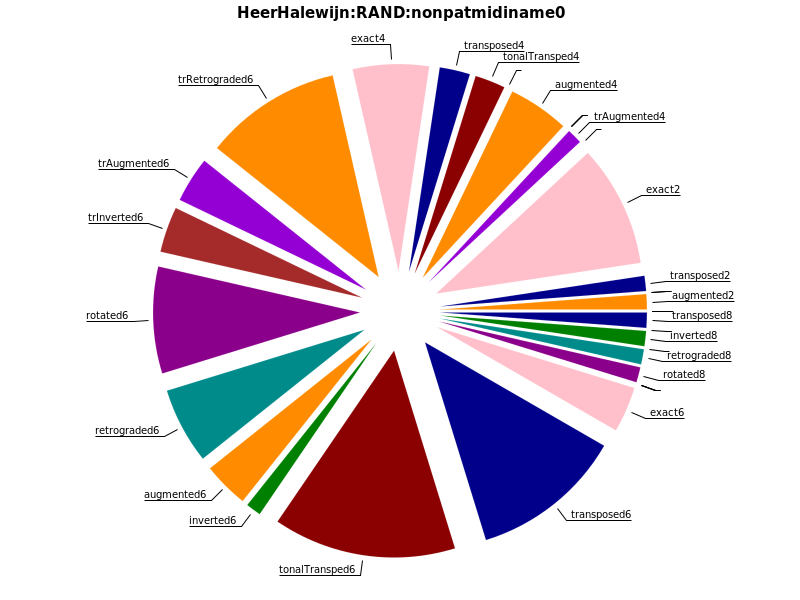 HeerHalewijn:RAND:nonpatmidiname0
exact4
transposed4
tonalTransped4
augmented4
trAugmented4
exact2
transposed2
augmented2
transposed8
inverted8
retrograded8
rotated8
exact6
transposed6
tonalTransped6
inverted6
augmented6
retrograded6
rotated6
trInverted6
trAugmented6
trRetrograded6